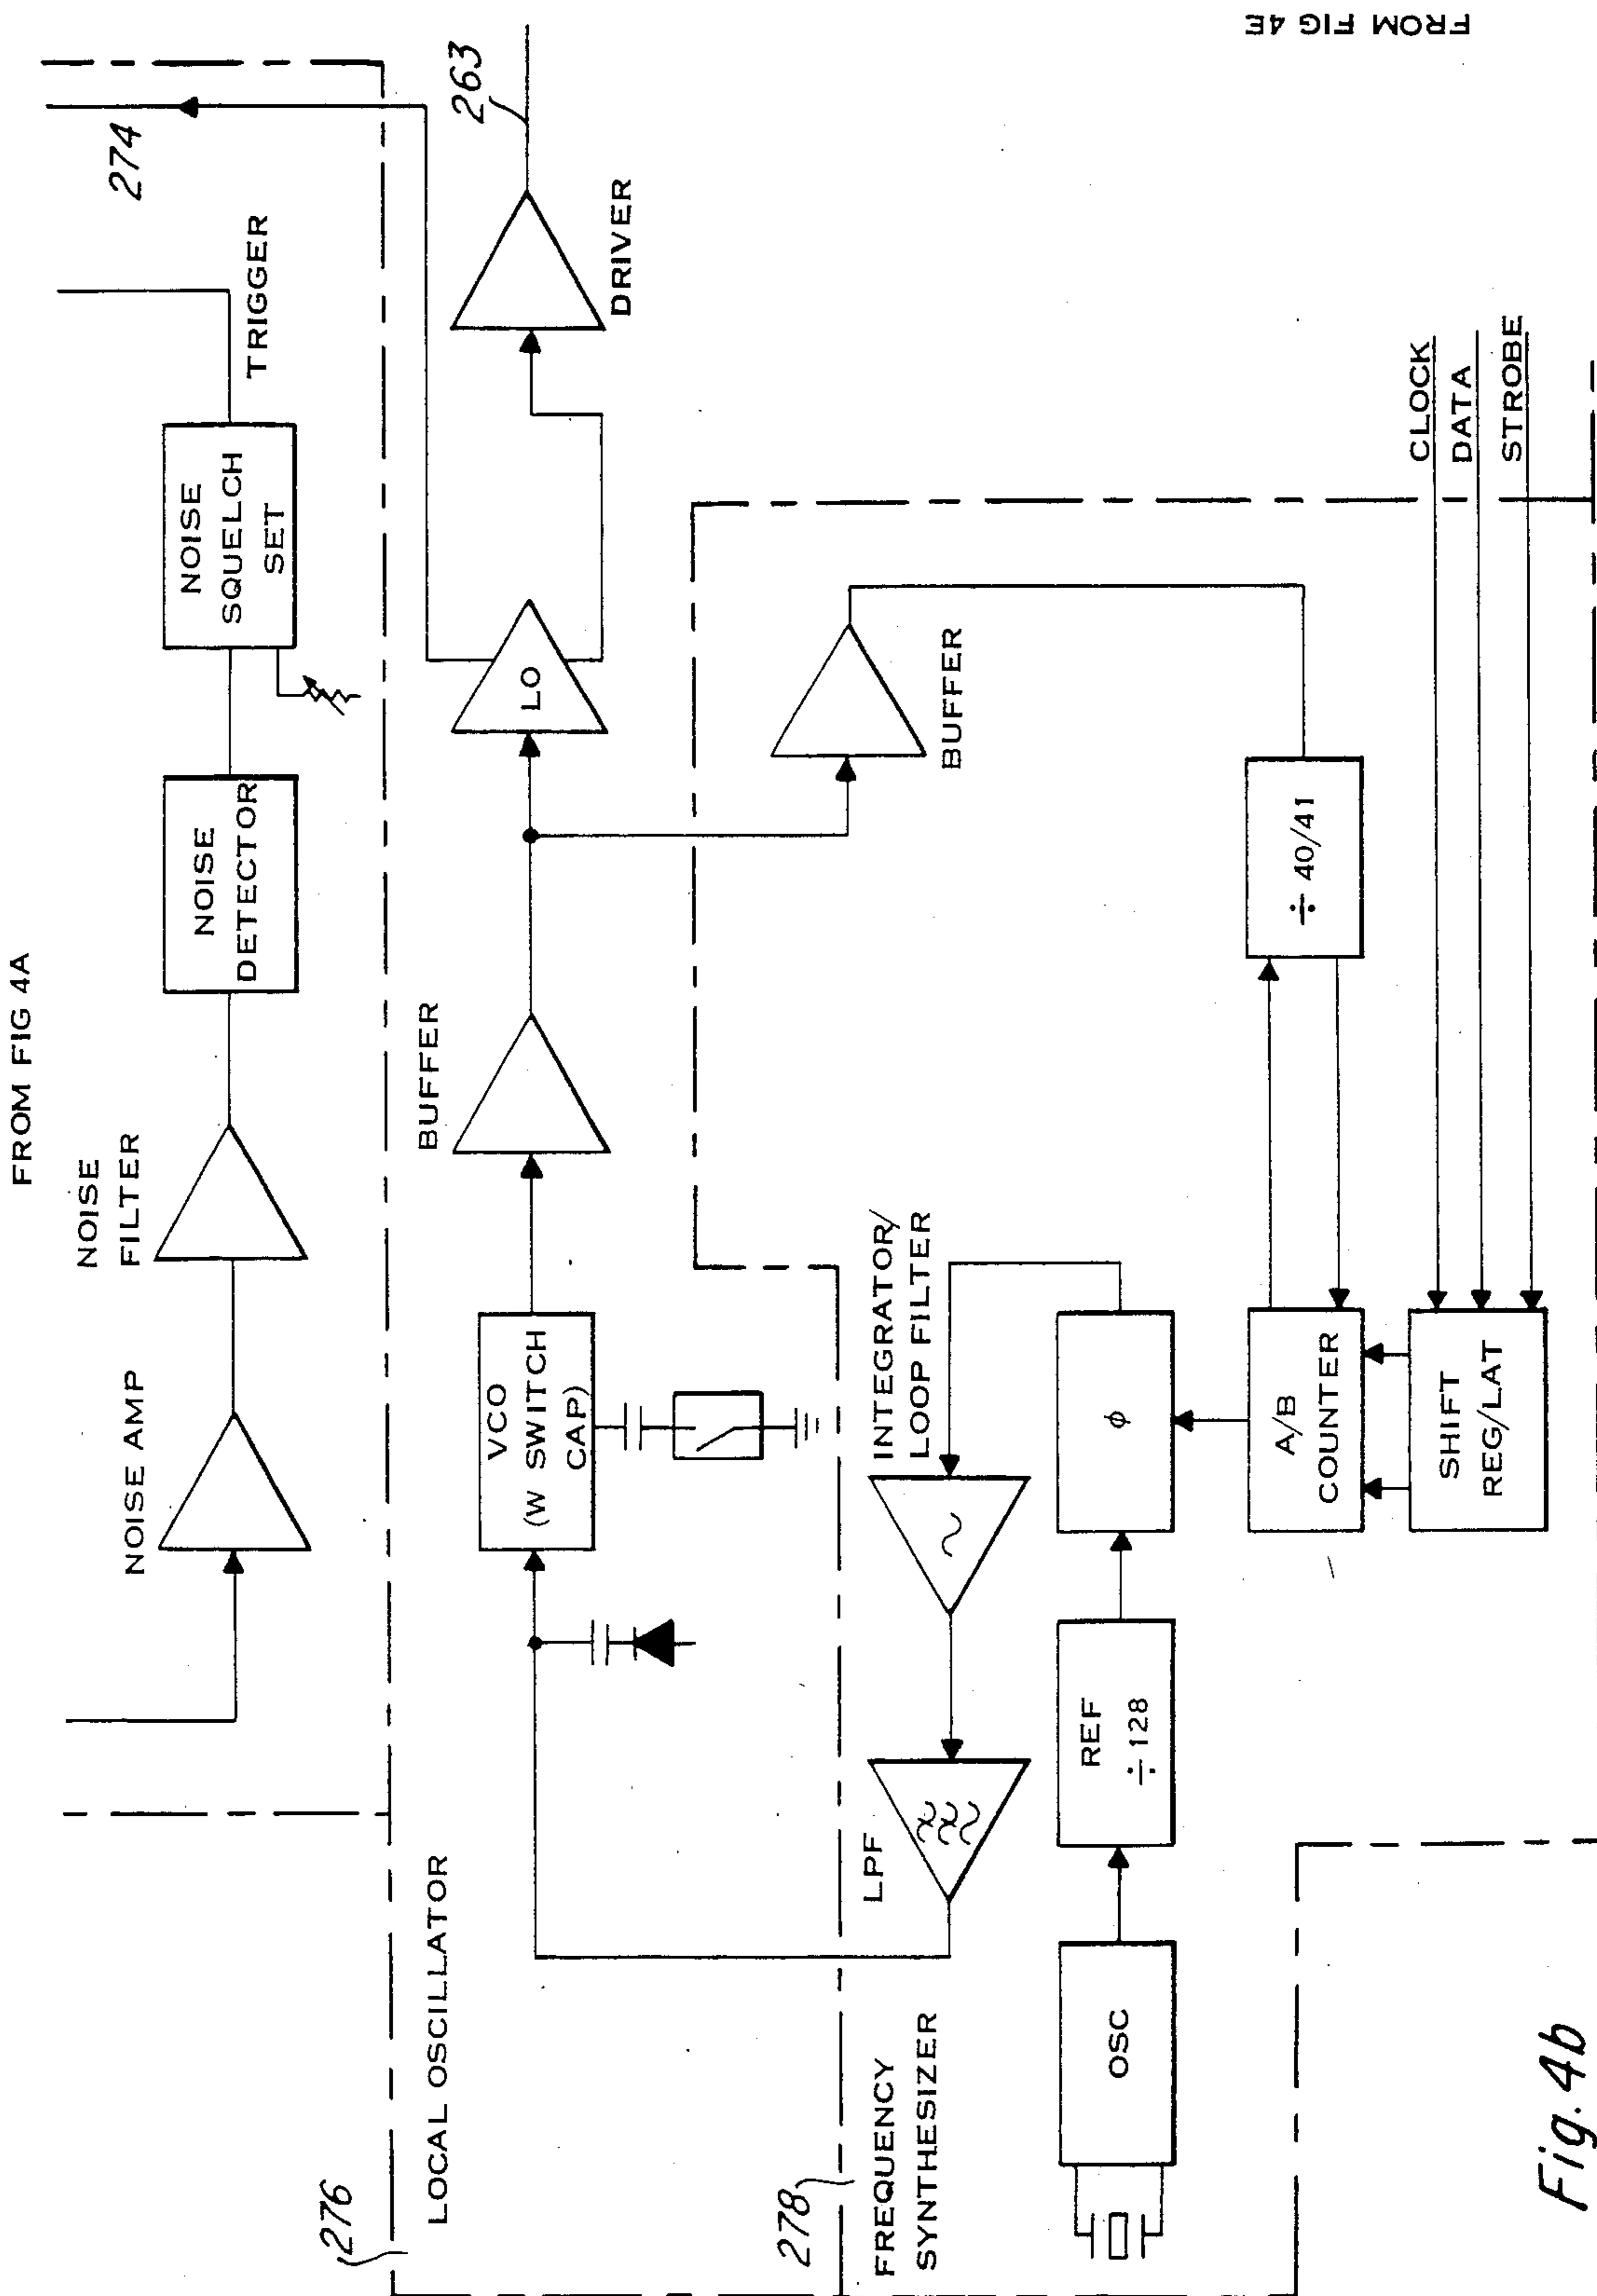 FROM FIG 4A
NOISE AMP
NOISE
FILTER
NOISE
DETECTOR
NOISE
SQUELCH
SET
TRIGGER
274
276
LOCAL OSCILLATOR
VCO
(W SWITCH
CAP)
BUFFER
LO
DRIVER
263
278
FREQUENCY
SYNTHESIZER
LPF
INTEGRATOR/
LOOP FILTER
BUFFER
OSC
REF
÷128
ϕ
A/B
COUNTER
÷ 40/41
SHIFT
REG/LAT
CLOCK
DATA
STROBE
FROM FIG 4E
Fig. 4b